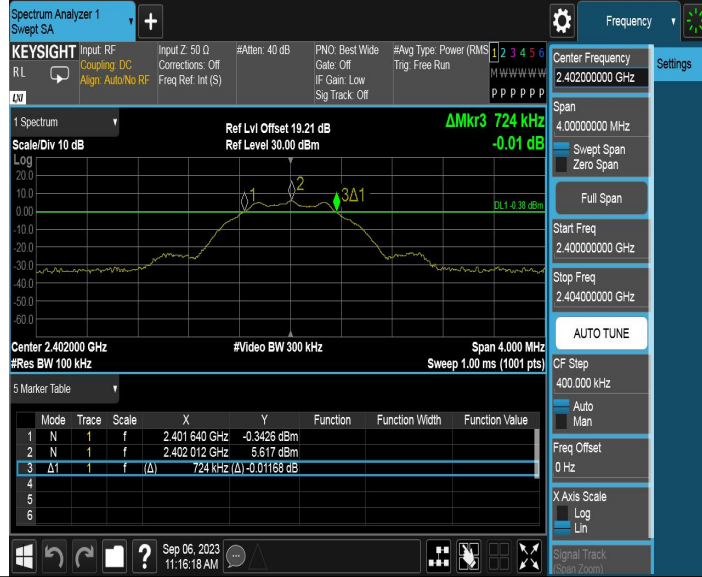 Spectrum Analyzer 1
Swept SA
+
Frequency
KEYSIGHT
RL
LXI
Input: RF
Coupling: DC
Align: Auto/No RF
Input Z: 50 Ω
Corrections: Off
Freq Ref: Int (S)
#Atten: 40 dB
PNO: Best Wide
Gate: Off
IF Gain: Low
Sig Track: Off
#Avg Type: Power (RMS
Trig: Free Run
1 2 3 4 5 6
M W W W W W
P P P P P P
1 Spectrum
Scale/Div 10 dB
Ref Lvl Offset 19.21 dB
Ref Level 30.00 dBm
ΔMkr3 724 kHz
-0.01 dB
Log
20.0
10.0
0.00
-10.0
-20.0
-30.0
-40.0
-50.0
-60.0
1
2
3Δ1
DL1 -0.38 dBm
Center 2.402000 GHz
#Video BW 300 kHz
Span 4.000 MHz
#Res BW 100 kHz
Sweep 1.00 ms (1001 pts)
5 Marker Table
Mode Trace Scale X Y Function Function Width Function Value
1 N 1 f 2.401 640 GHz -0.3426 dBm
2 N 1 f 2.402 012 GHz 5.617 dBm
3 Δ1 1 f (Δ) 724 kHz (Δ) -0.01168 dB
4
5
6
?
Sep 06, 2023
11:16:18 AM
Center Frequency
2.402000000 GHz
Settings
Span
4.00000000 MHz
Swept Span
Zero Span
Full Span
Start Freq
2.400000000 GHz
Stop Freq
2.404000000 GHz
AUTO TUNE
CF Step
400.000 kHz
Auto
Man
Freq Offset
0 Hz
X Axis Scale
Log
Lin
Signal Track
(Span Zoom)